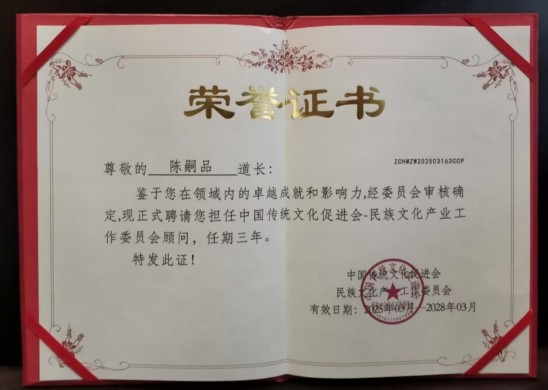 荣誉证书
ZCHMZW202503163CCP
尊敬的 陈嗣品 道长:
鉴于您在领域内的卓越成就和影响力,经委员会审核确
定,现正式聘请您担任中国传统文化促进会-民族文化产业工
作委员会顾问,任期三年。
特发此证!
中国传统文化促进会
民族文化产业工作委员会
有效日期:2025年03月—2028年03月